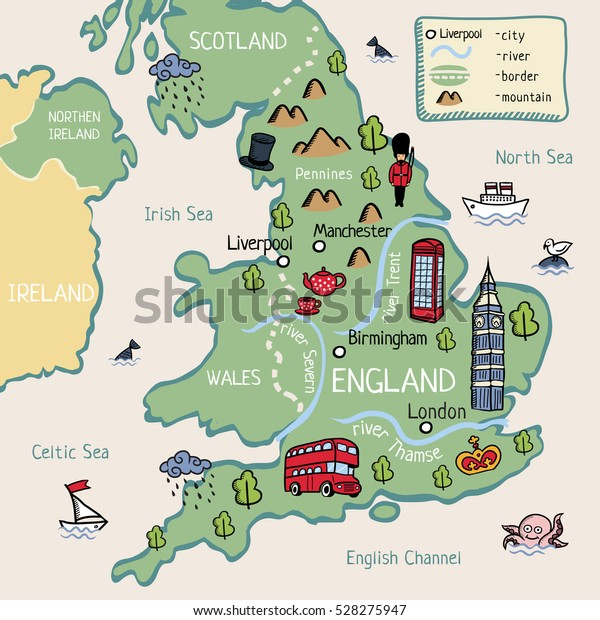 SCOTLAND
Liverpool
-city
-river
-border
-mountain
NORTHEN
IRELAND
North Sea
Pennines
Irish Sea
Manchester
Liverpool
river Trent
IRELAND
river Severn
Birmingham
WALES
ENGLAND
London
river Thamse
Celtic Sea
English Channel
shutterstock
shutterstock.com · 528275947